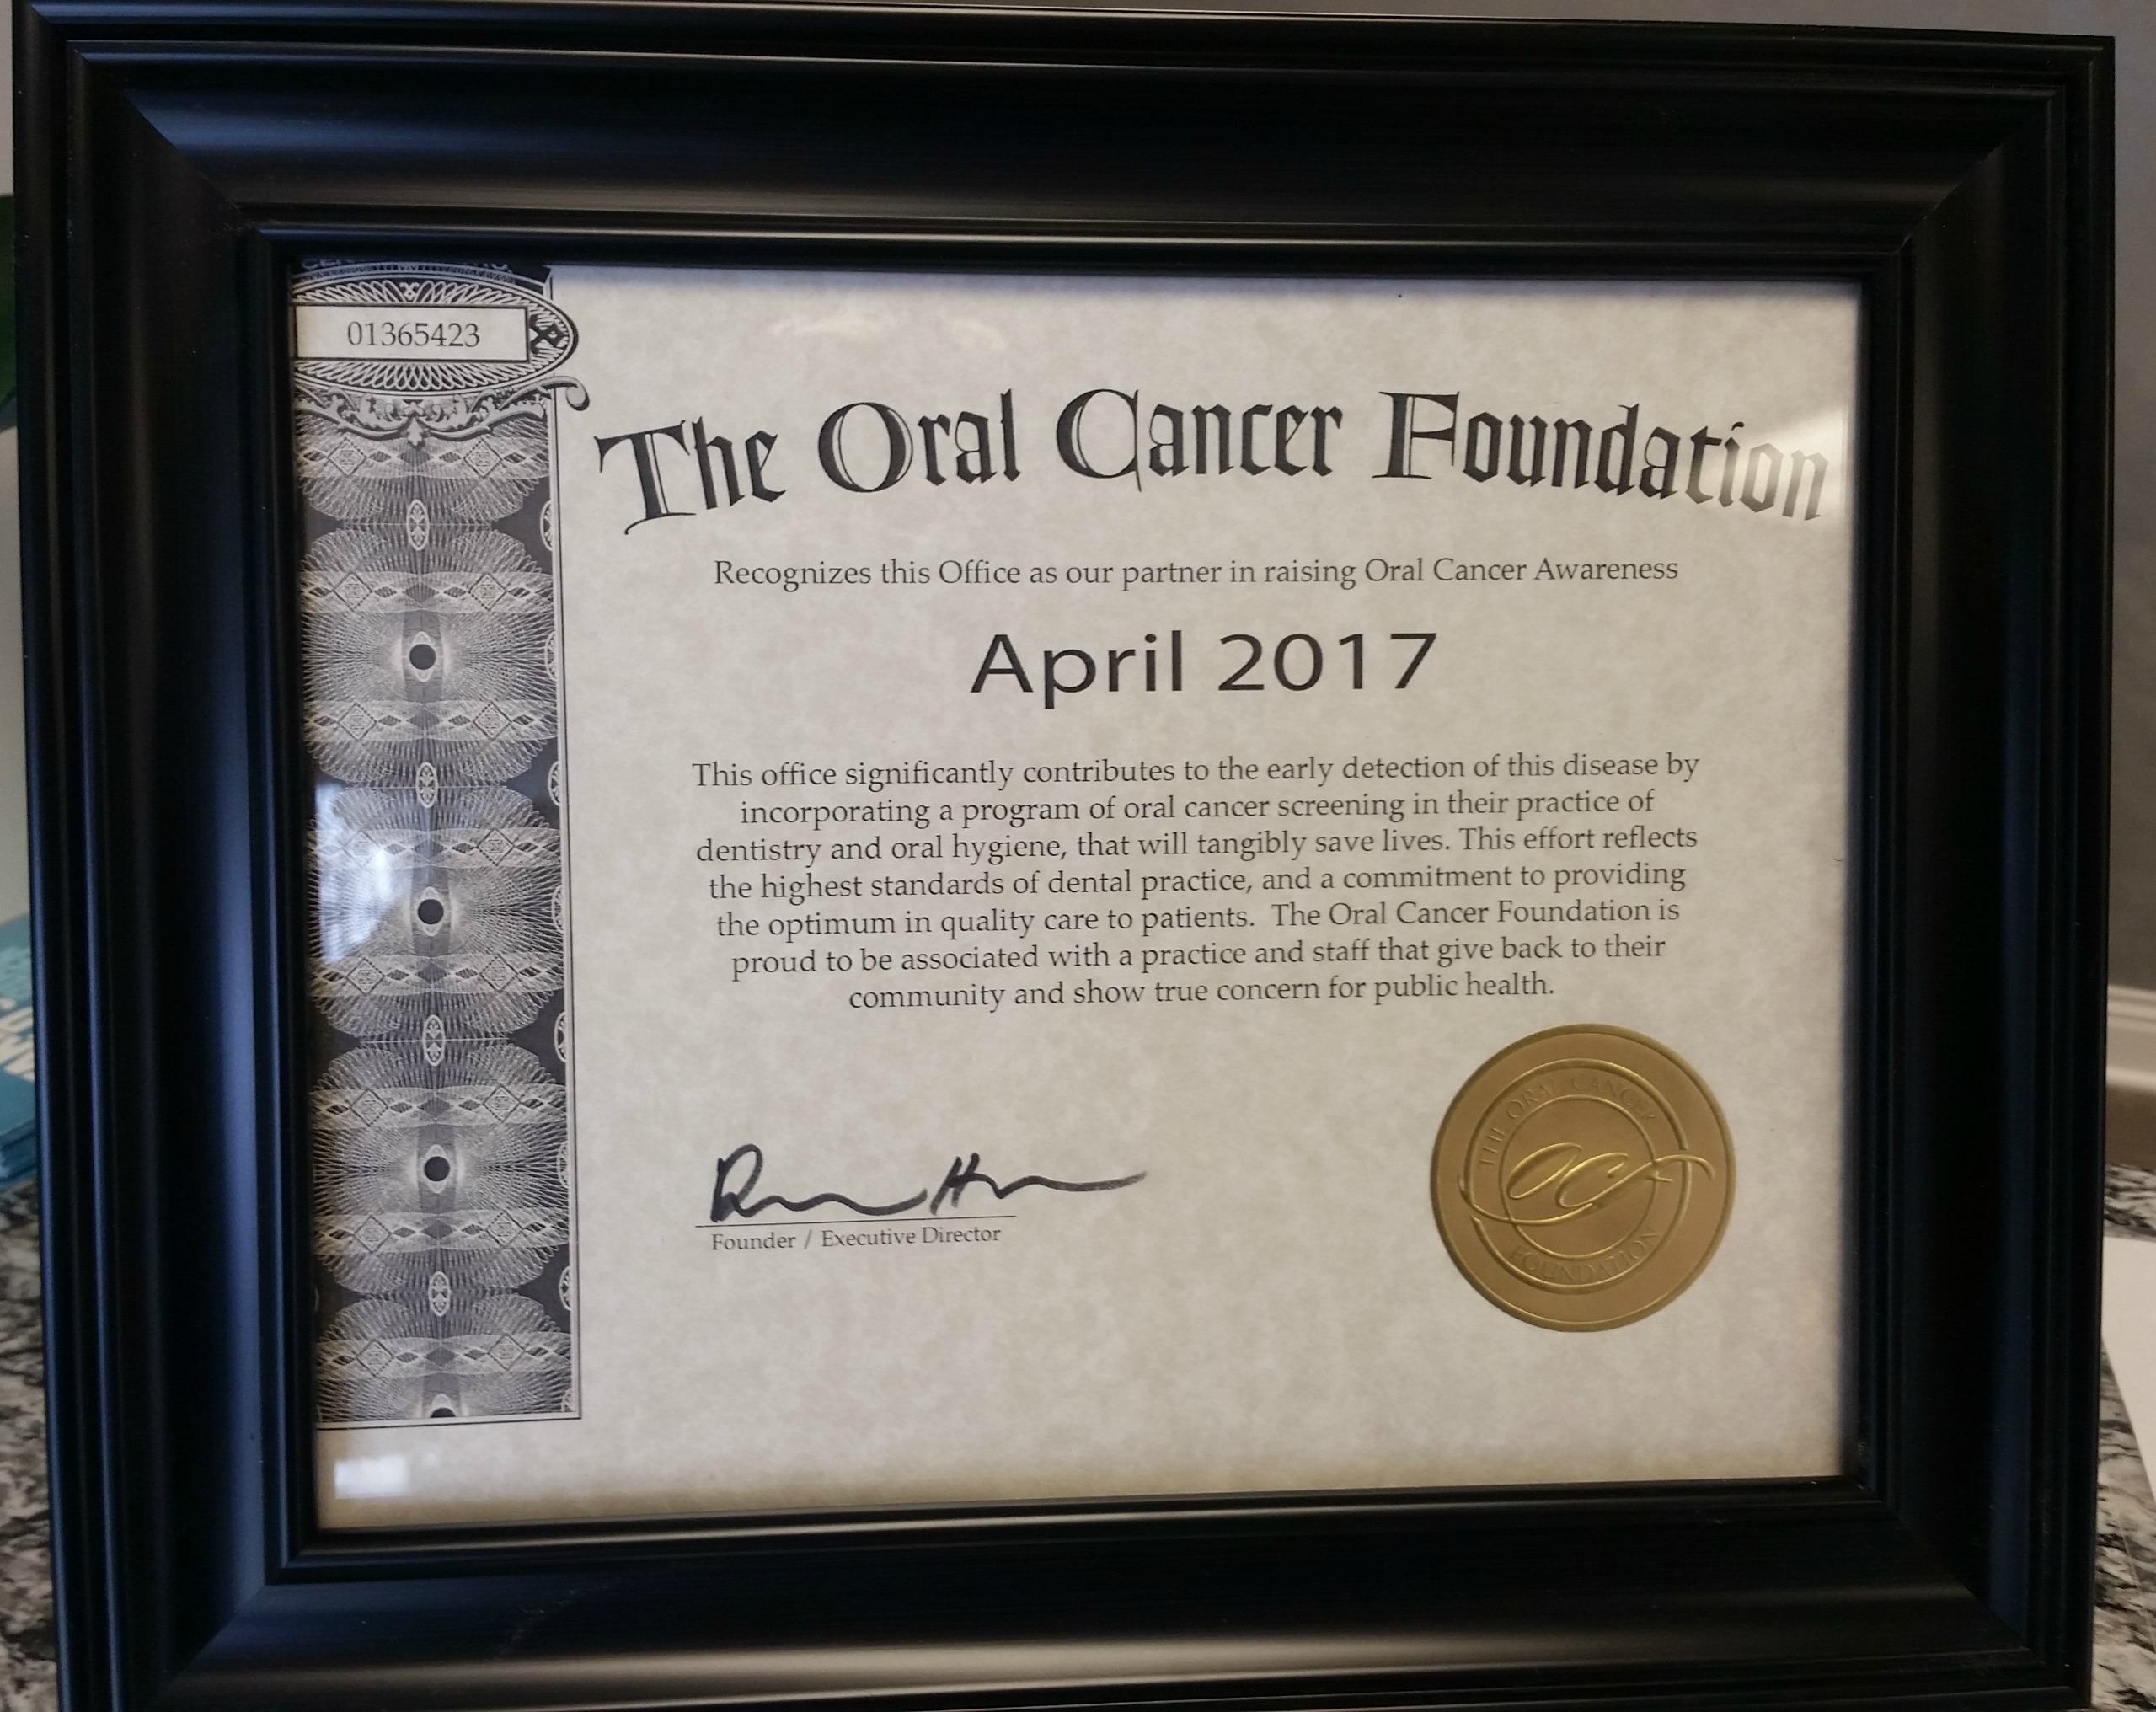 01365423
The Oral Cancer Foundation
Recognizes this Office as our partner in raising Oral Cancer Awareness
April 2017
This office significantly contributes to the early detection of this disease by
incorporating a program of oral cancer screening in their practice of
dentistry and oral hygiene, that will tangibly save lives. This effort reflects
the highest standards of dental practice, and a commitment to providing
the optimum in quality care to patients.  The Oral Cancer Foundation is
proud to be associated with a practice and staff that give back to their
community and show true concern for public health.
Founder / Executive Director
THE ORAL CANCER
OCF
FOUNDATION